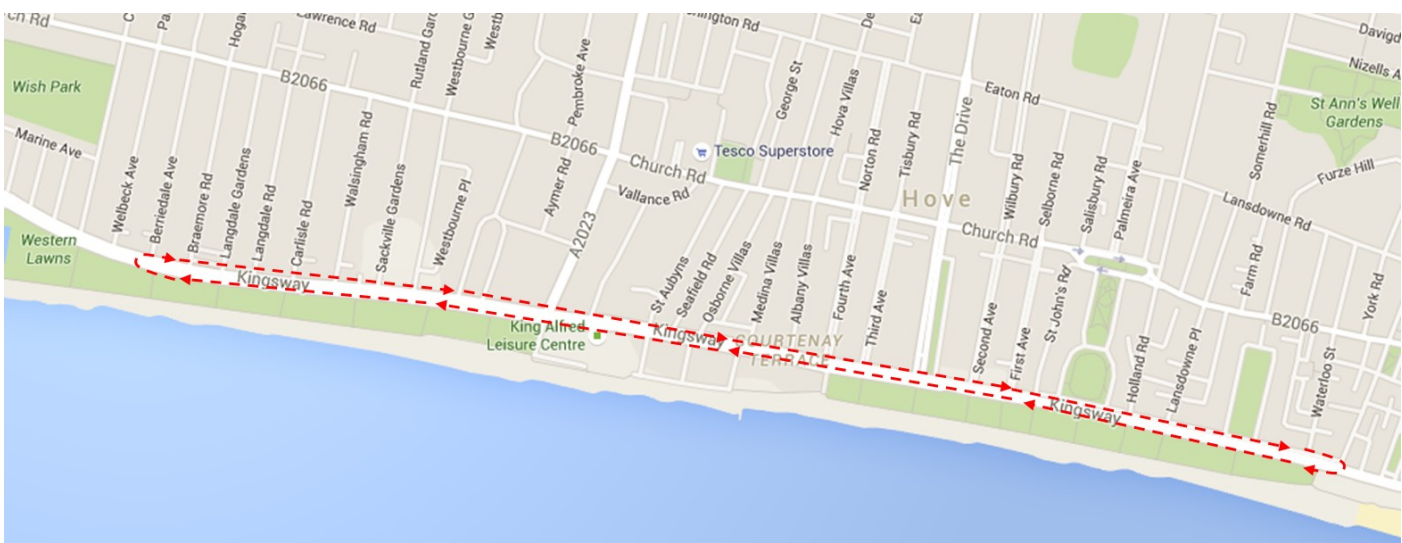 ch Rd
Lawrence Rd
Hogar
Rutland Gard
Westbourne G
Westb
Pembroke Ave
hington Rd
George St
Hova Villas
Eaton Rd
Davigd
Nizells A
St Ann's Well
Gardens
Somerhill Rd
Furze Hill
Wish Park
B2066
Marine Ave
Walsingham Rd
B2066
Church Rd
Tesco Superstore
Vallance Rd
Norton Rd
Tisbury Rd
The Drive
Hove
Wilbury Rd
Selborne Rd
Salisbury Rd
Palmeira Ave
Lansdowne Rd
Church Rd
Welbeck Ave
Berriedale Ave
Braemore Rd
Langdale Gardens
Langdale Rd
Carlisle Rd
Sackville Gardens
Westbourne Pl
Aymer Rd
A2023
Western
Lawns
Kingsway
King Alfred
Leisure Centre
St Aubyns
Seafield Rd
Osborne Villas
Medina Villas
Albany Villas
Fourth Ave
Third Ave
Kingsway
COURTENAY
TERRACE
Second Ave
First Ave
St John's Rd
Kingsway
Holland Rd
Lansdowne Pl
Farm Rd
B2066
York Rd
Waterloo St